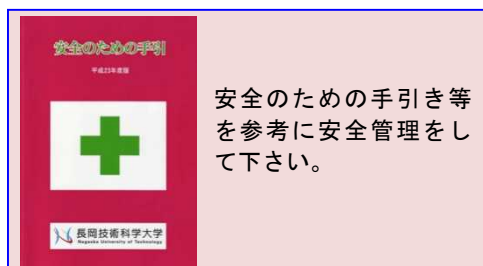 安全のための手引
平成23年度版
長岡技術科学大学
Nagaoka University of Technology
安全のための手引き等
を参考に安全管理をし
て下さい。